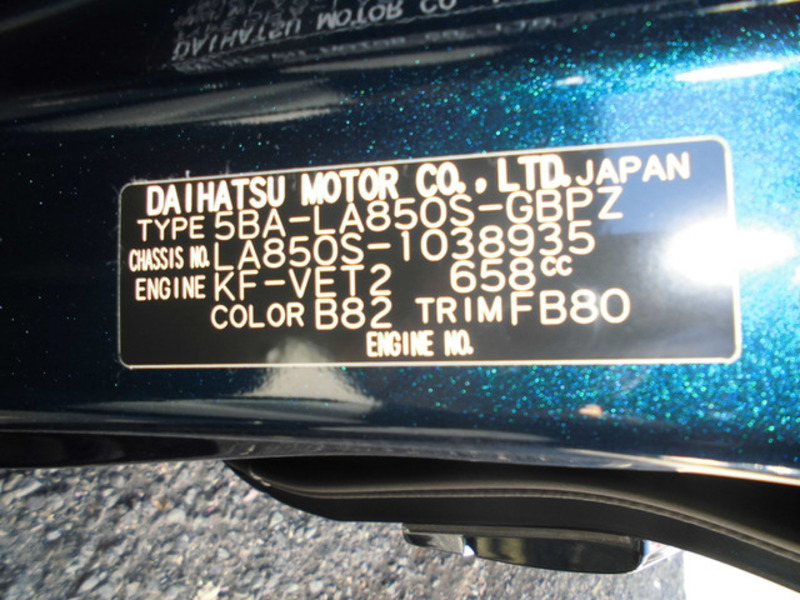 DAIHATSU MOTOR CO., LTD. JAPAN
TYPE 5BA-LA850S-GBPZ
CHASSIS NO. LA850S-1038935
ENGINE KF-VET2 658cc
COLOR B82 TRIM FB80
ENGINE NO.